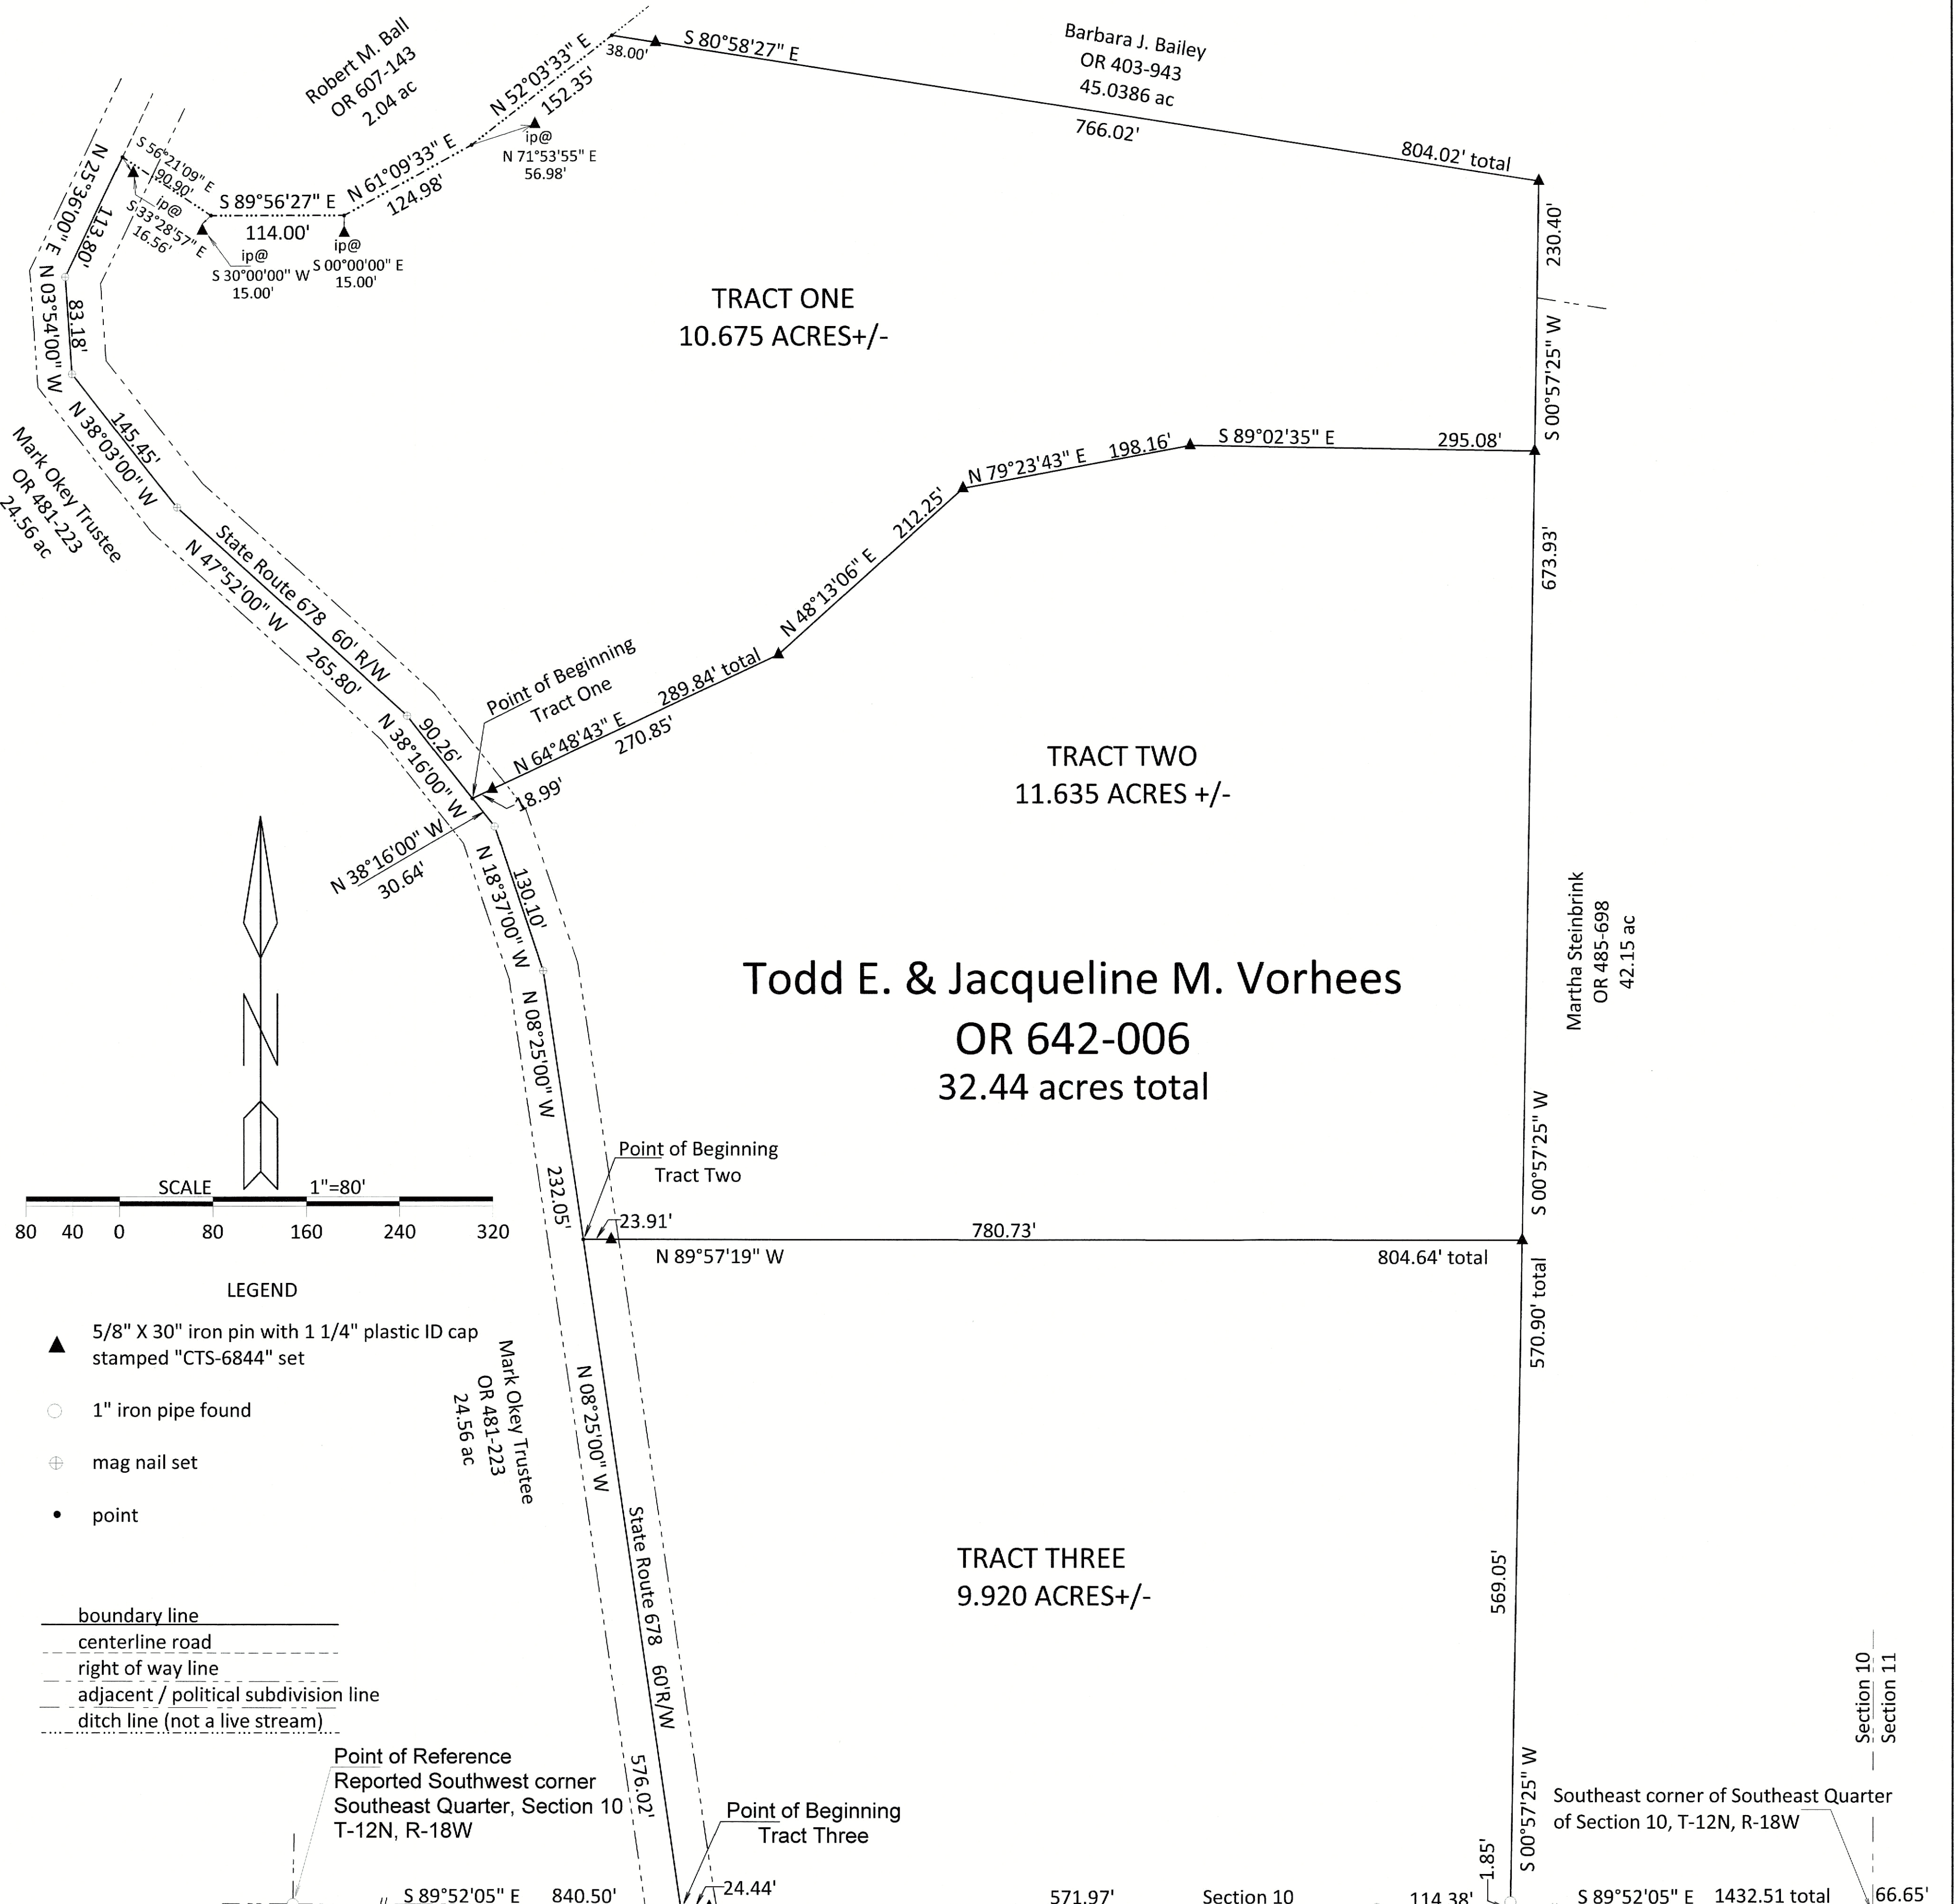 Robert M. Ball
OR 607-143
2.04 ac
N 52°03'33" E
152.35'
38.00'
S 80°58'27" E
Barbara J. Bailey
OR 403-943
45.0386 ac
766.02'
804.02' total
N 25°36'00" E
113.80'
S 56°21'09" E
90.90'
ip@
S 33°28'57" E
16.56'
S 89°56'27" E
114.00'
ip@
S 30°00'00" W
15.00'
N 61°09'33" E
124.98'
ip@
S 00°00'00" E
15.00'
ip@
N 71°53'55" E
56.98'
230.40'
S 00°57'25" W
N 03°54'00" W
83.18'
TRACT ONE
10.675 ACRES+/-
Mark Okey Trustee
OR 481-223
24.56 ac
N 38°03'00" W
145.45'
N 79°23'43" E
198.16'
S 89°02'35" E
295.08'
N 48°13'06" E
212.25'
673.93'
State Route 678 60' R/W
N 47°52'00" W
265.80'
Point of Beginning
Tract One
N 64°48'43" E
289.84' total
270.85'
18.99'
N 38°16'00" W
90.26'
N 38°16'00" W
30.64'
TRACT TWO
11.635 ACRES +/-
N 18°37'00" W
130.10'
Todd E. & Jacqueline M. Vorhees
OR 642-006
32.44 acres total
Martha Steinbrink
OR 485-698
42.15 ac
N
N 08°25'00" W
232.05'
S 00°57'25" W
Point of Beginning
Tract Two
23.91'
780.73'
N 89°57'19" W
804.64' total
570.90' total
SCALE 1"=80'
80 40 0 80 160 240 320
LEGEND
5/8" X 30" iron pin with 1 1/4" plastic ID cap
stamped "CTS-6844" set
1" iron pipe found
mag nail set
point
Mark Okey Trustee
OR 481-223
24.56 ac
N 08°25'00" W
State Route 678 60'R/W
576.02'
TRACT THREE
9.920 ACRES+/-
569.05'
boundary line
centerline road
right of way line
adjacent / political subdivision line
ditch line (not a live stream)
Section 10
Section 11
Point of Reference
Reported Southwest corner
Southeast Quarter, Section 10
T-12N, R-18W
Point of Beginning
Tract Three
S 00°57'25" W
1.85'
Southeast corner of Southeast Quarter
of Section 10, T-12N, R-18W
S 89°52'05" E 840.50'
24.44'
571.97'
Section 10
114.38'
S 89°52'05" E 1432.51 total
66.65'